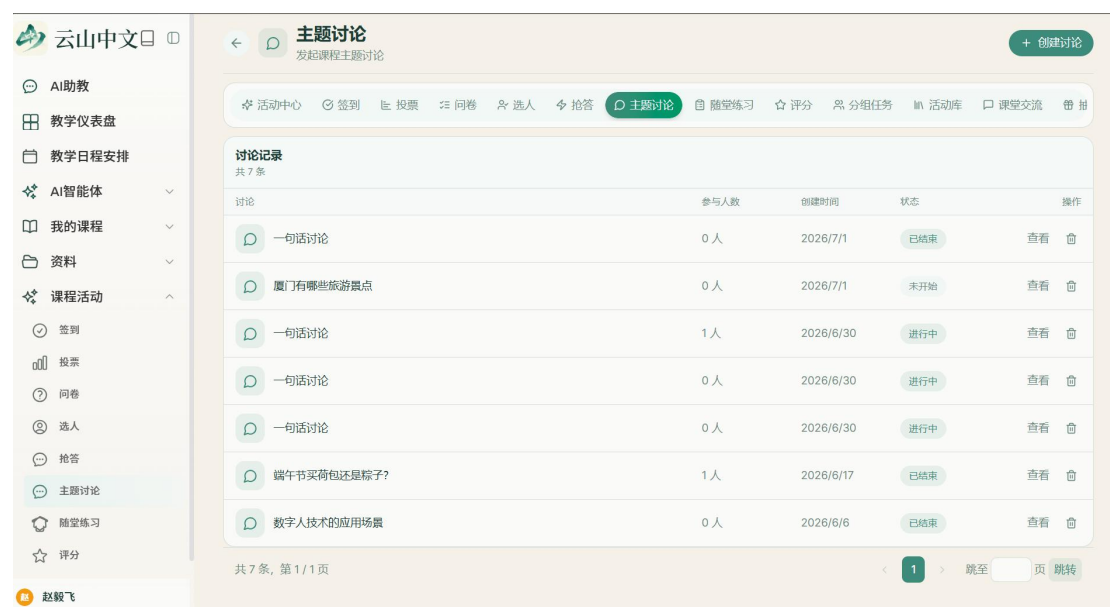 云山中文
AI助教
教学仪表盘
教学日程安排
AI智能体
我的课程
资料
课程活动
签到
投票
问卷
选人
抢答
主题讨论
随堂练习
评分
赵 赵毅飞
主题讨论
发起课程主题讨论
+ 创建讨论
活动中心 签到 投票 问卷 选人 抢答 主题讨论 随堂练习 评分 分组任务 活动库 课堂交流
讨论记录
共 7 条
讨论 参与人数 创建时间 状态 操作
一句话讨论 0 人 2026/7/1 已结束 查看
厦门有哪些旅游景点 0 人 2026/7/1 未开始 查看
一句话讨论 1 人 2026/6/30 进行中 查看
一句话讨论 0 人 2026/6/30 进行中 查看
一句话讨论 0 人 2026/6/30 进行中 查看
端午节买荷包还是粽子? 1 人 2026/6/17 已结束 查看
数字人技术的应用场景 0 人 2026/6/6 已结束 查看
共 7 条, 第 1 / 1 页 1 跳至 页 跳转